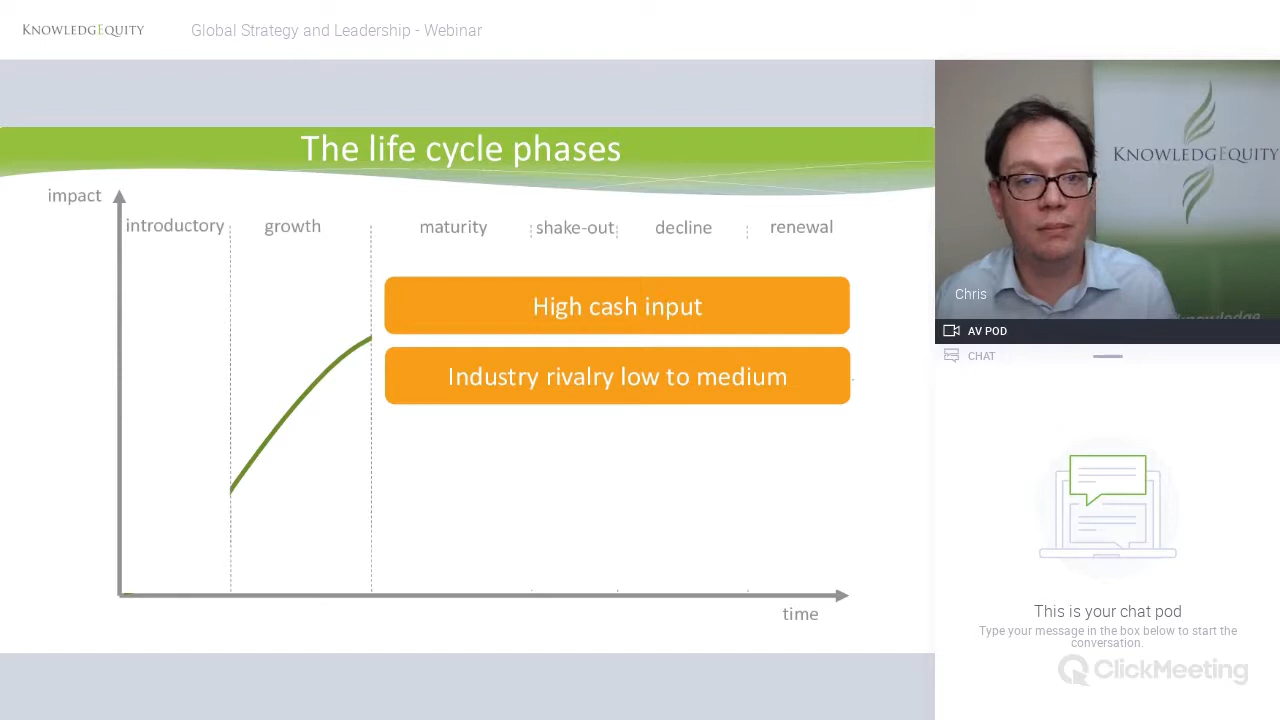 KNOWLEDGEQUITY
Global Strategy and Leadership - Webinar
The life cycle phases
impact
introductory
growth
maturity
shake-out
decline
renewal
High cash input
Industry rivalry low to medium
time
KNOWLEDGEQUITY
knowledge
Chris
AV POD
CHAT
This is your chat pod
Type your message in the box below to start the
conversation.
ClickMeeting